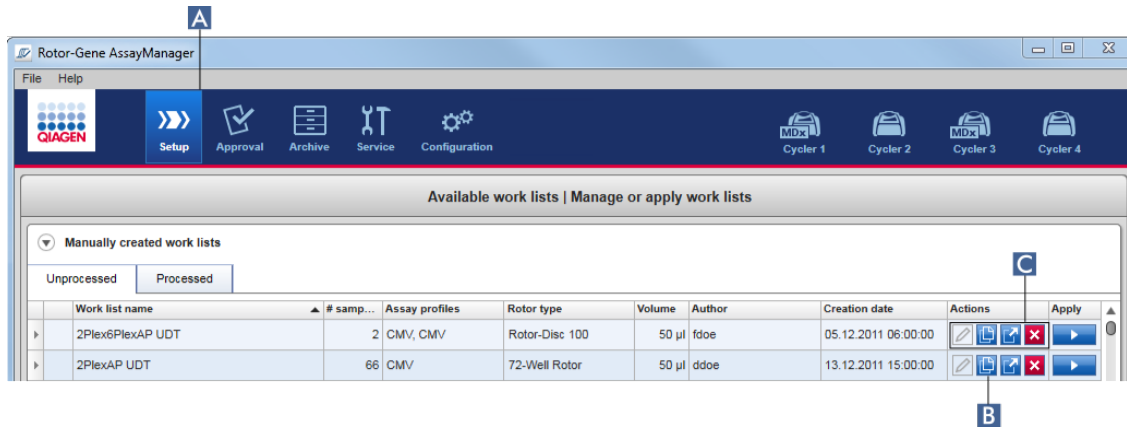 A
Rotor-Gene AssayManager
File Help
QIAGEN
Setup Approval Archive Service Configuration MDx Cycler 1 Cycler 2 MDx Cycler 3 Cycler 4
Available work lists | Manage or apply work lists
Manually created work lists
C
Unprocessed Processed
Work list name # samp... Assay profiles Rotor type Volume Author Creation date Actions Apply
2Plex6PlexAP UDT 2 CMV, CMV Rotor-Disc 100 50 µl fdoe 05.12.2011 06:00:00
2PlexAP UDT 66 CMV 72-Well Rotor 50 µl ddoe 13.12.2011 15:00:00
B